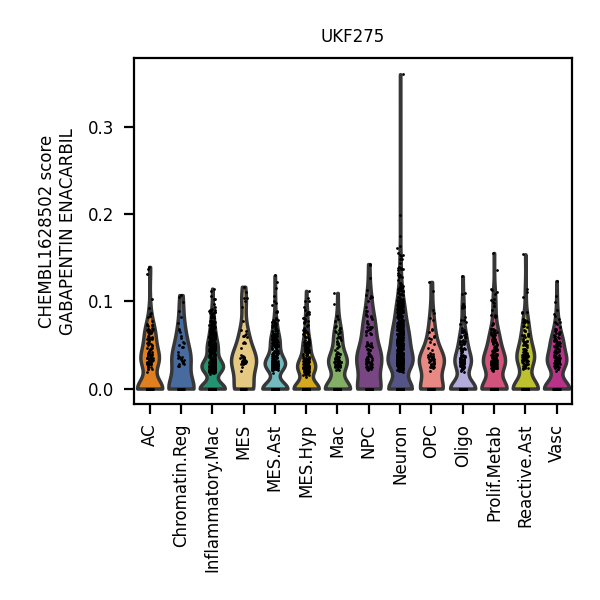 UKF275
CHEMBL1628502 score
GABAPENTIN ENACARBIL
0.3
0.2
0.1
0.0
AC
Chromatin.Reg
Inflammatory.Mac
MES
MES.Ast
MES.Hyp
Mac
NPC
Neuron
OPC
Oligo
Prolif.Metab
Reactive.Ast
Vasc